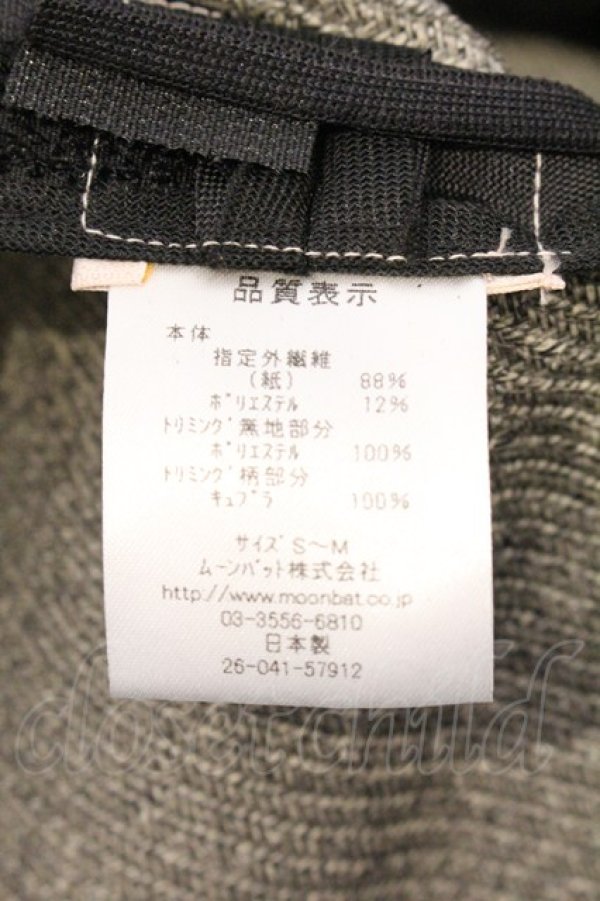 品質表示
本体
指定外繊維
(紙) 88%
ポリエステル 12%
トリミング無地部分
ポリエステル 100%
トリミング柄部分
キュプラ 100%
サイズ S～M
ムーンバット株式会社
http://www.moonbat.co.jp
03-3556-6810
日本製
26-041-57912
closet child